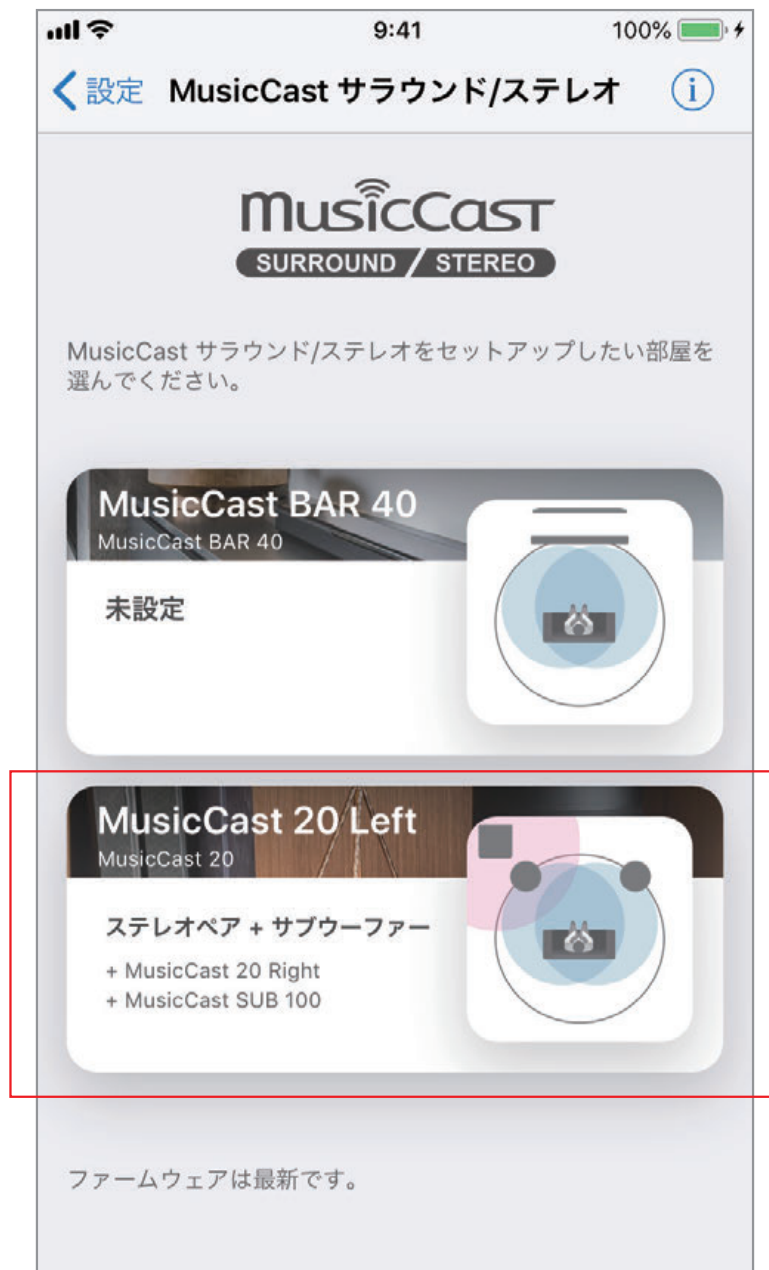 9:41
100%
設定
MusicCast サラウンド/ステレオ
i
MusicCast
SURROUND / STEREO
MusicCast サラウンド/ステレオをセットアップしたい部屋を
選んでください。
MusicCast BAR 40
MusicCast BAR 40
未設定
MusicCast 20 Left
MusicCast 20
ステレオペア + サブウーファー
+ MusicCast 20 Right
+ MusicCast SUB 100
ファームウェアは最新です。